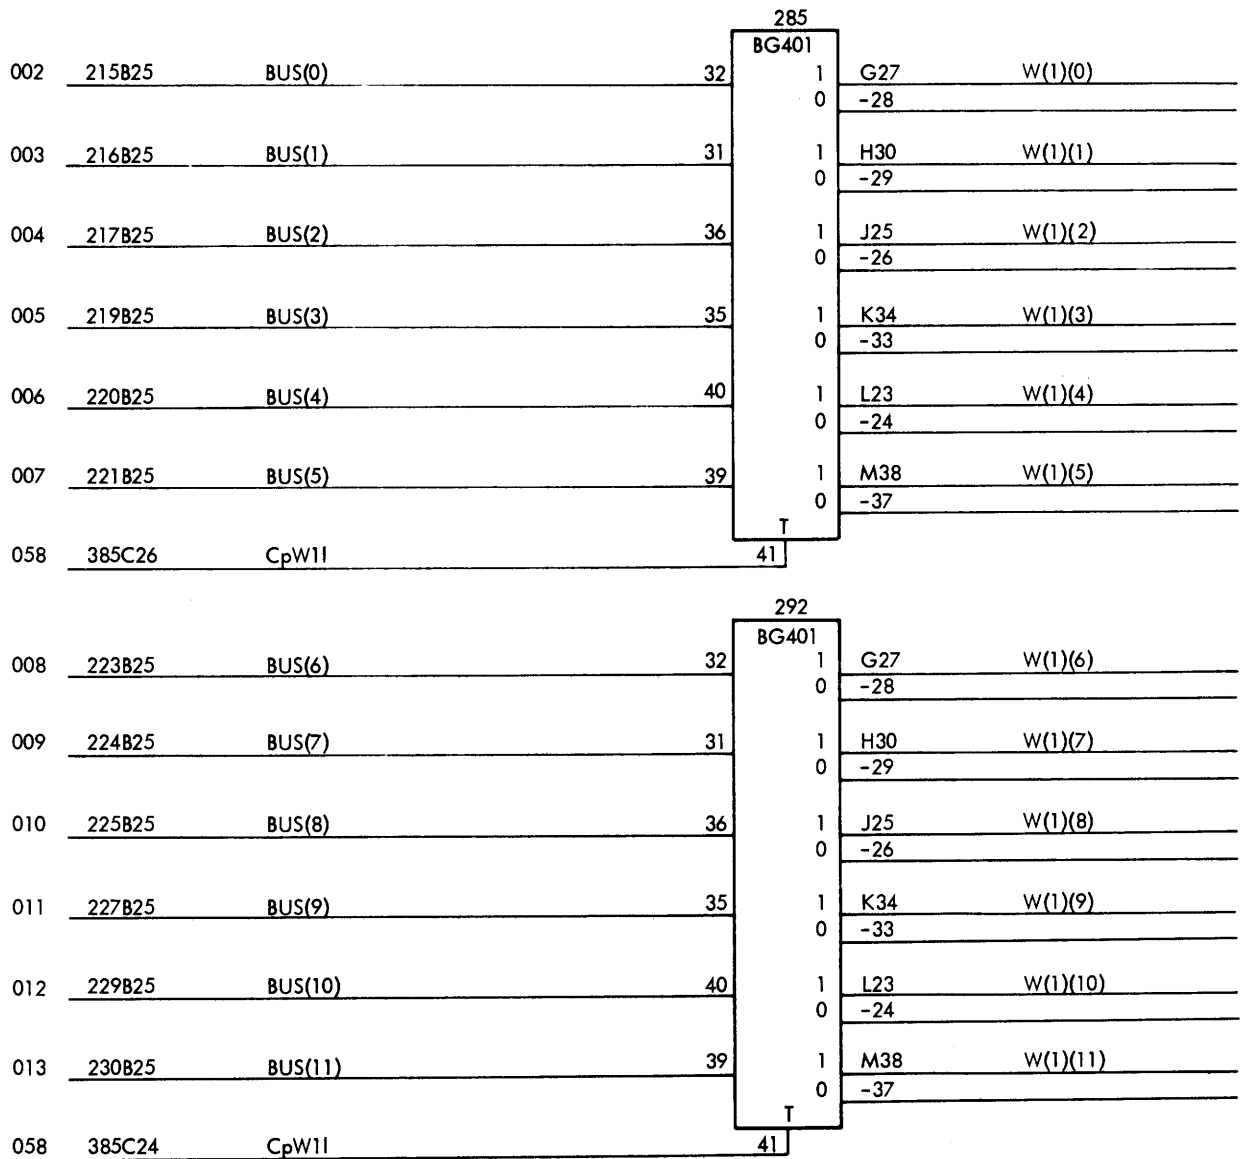 285
BG401
002 215B25 BUS(0) 32 1 G27 W(1)(0)
0 -28
003 216B25 BUS(1) 31 1 H30 W(1)(1)
0 -29
004 217B25 BUS(2) 36 1 J25 W(1)(2)
0 -26
005 219B25 BUS(3) 35 1 K34 W(1)(3)
0 -33
006 220B25 BUS(4) 40 1 L23 W(1)(4)
0 -24
007 221B25 BUS(5) 39 1 M38 W(1)(5)
0 -37
T
058 385C26 CpW1I 41
292
BG401
008 223B25 BUS(6) 32 1 G27 W(1)(6)
0 -28
009 224B25 BUS(7) 31 1 H30 W(1)(7)
0 -29
010 225B25 BUS(8) 36 1 J25 W(1)(8)
0 -26
011 227B25 BUS(9) 35 1 K34 W(1)(9)
0 -33
012 229B25 BUS(10) 40 1 L23 W(1)(10)
0 -24
013 230B25 BUS(11) 39 1 M38 W(1)(11)
0 -37
T
058 385C24 CpW1I 41